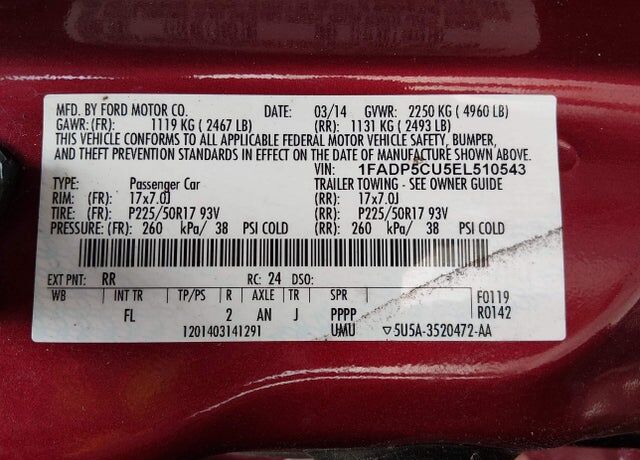 MFD. BY FORD MOTOR CO. DATE: 03/14 GVWR: 2250 KG ( 4960 LB)
GAWR: (FR): 1119 KG ( 2467 LB) (RR): 1131 KG ( 2493 LB)
THIS VEHICLE CONFORMS TO ALL APPLICABLE FEDERAL MOTOR VEHICLE SAFETY, BUMPER,
AND THEFT PREVENTION STANDARDS IN EFFECT ON THE DATE OF MANUFACTURE SHOWN ABOVE.
VIN: 1FADP5CU5EL510543
TYPE: Passenger Car TRAILER TOWING - SEE OWNER GUIDE
RIM: (FR): 17x7.0J (RR): 17x7.0J
TIRE: (FR): P225/50R17 93V (RR): P225/50R17 93V
PRESSURE: (FR): 260 kPa/ 38 PSI COLD (RR): 260 kPa/ 38 PSI COLD
EXT PNT: RR RC: 24 DSO:
WB INT TR TP/PS R AXLE TR SPR F0119
FL 2 AN J PPPP R0142
1201403141291 UMU ▽5U5A-3520472-AA